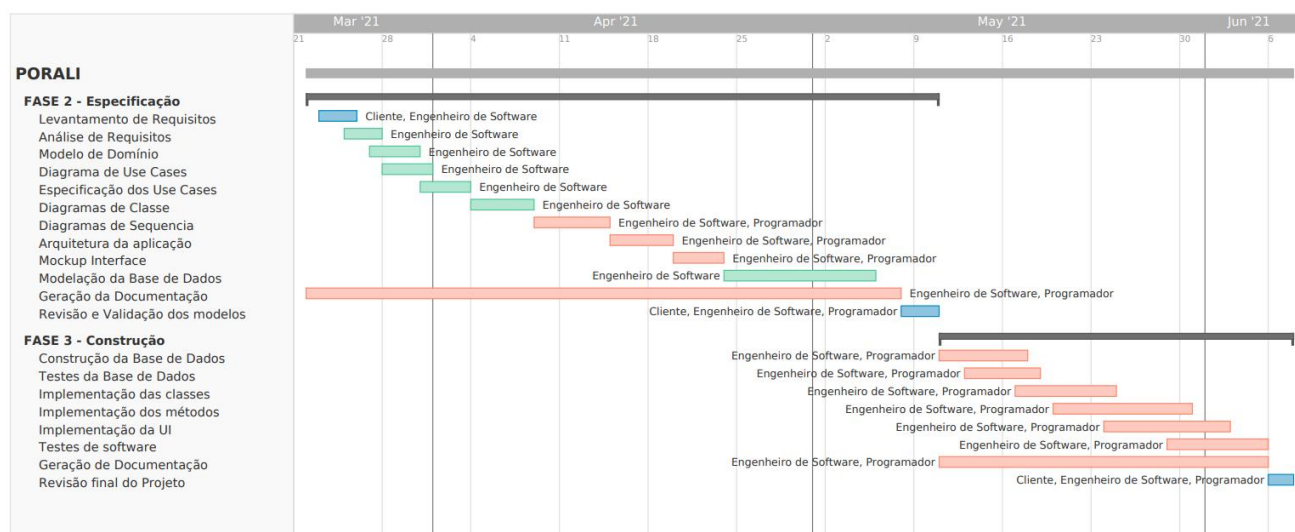 Mar '21 Apr '21 May '21 Jun '21
21 28 4 11 18 25 2 9 16 23 30 6
PORALI
FASE 2 - Especificação
Levantamento de Requisitos Cliente, Engenheiro de Software
Análise de Requisitos Engenheiro de Software
Modelo de Domínio Engenheiro de Software
Diagrama de Use Cases Engenheiro de Software
Especificação dos Use Cases Engenheiro de Software
Diagramas de Classe Engenheiro de Software
Diagramas de Sequencia Engenheiro de Software, Programador
Arquitetura da aplicação Engenheiro de Software, Programador
Mockup Interface Engenheiro de Software, Programador
Modelação da Base de Dados Engenheiro de Software
Geração da Documentação Engenheiro de Software, Programador
Revisão e Validação dos modelos Cliente, Engenheiro de Software, Programador
FASE 3 - Construção
Construção da Base de Dados Engenheiro de Software, Programador
Testes da Base de Dados Engenheiro de Software, Programador
Implementação das classes Engenheiro de Software, Programador
Implementação dos métodos Engenheiro de Software, Programador
Implementação da UI Engenheiro de Software, Programador
Testes de software Engenheiro de Software, Programador
Geração de Documentação Engenheiro de Software, Programador
Revisão final do Projeto Cliente, Engenheiro de Software, Programador